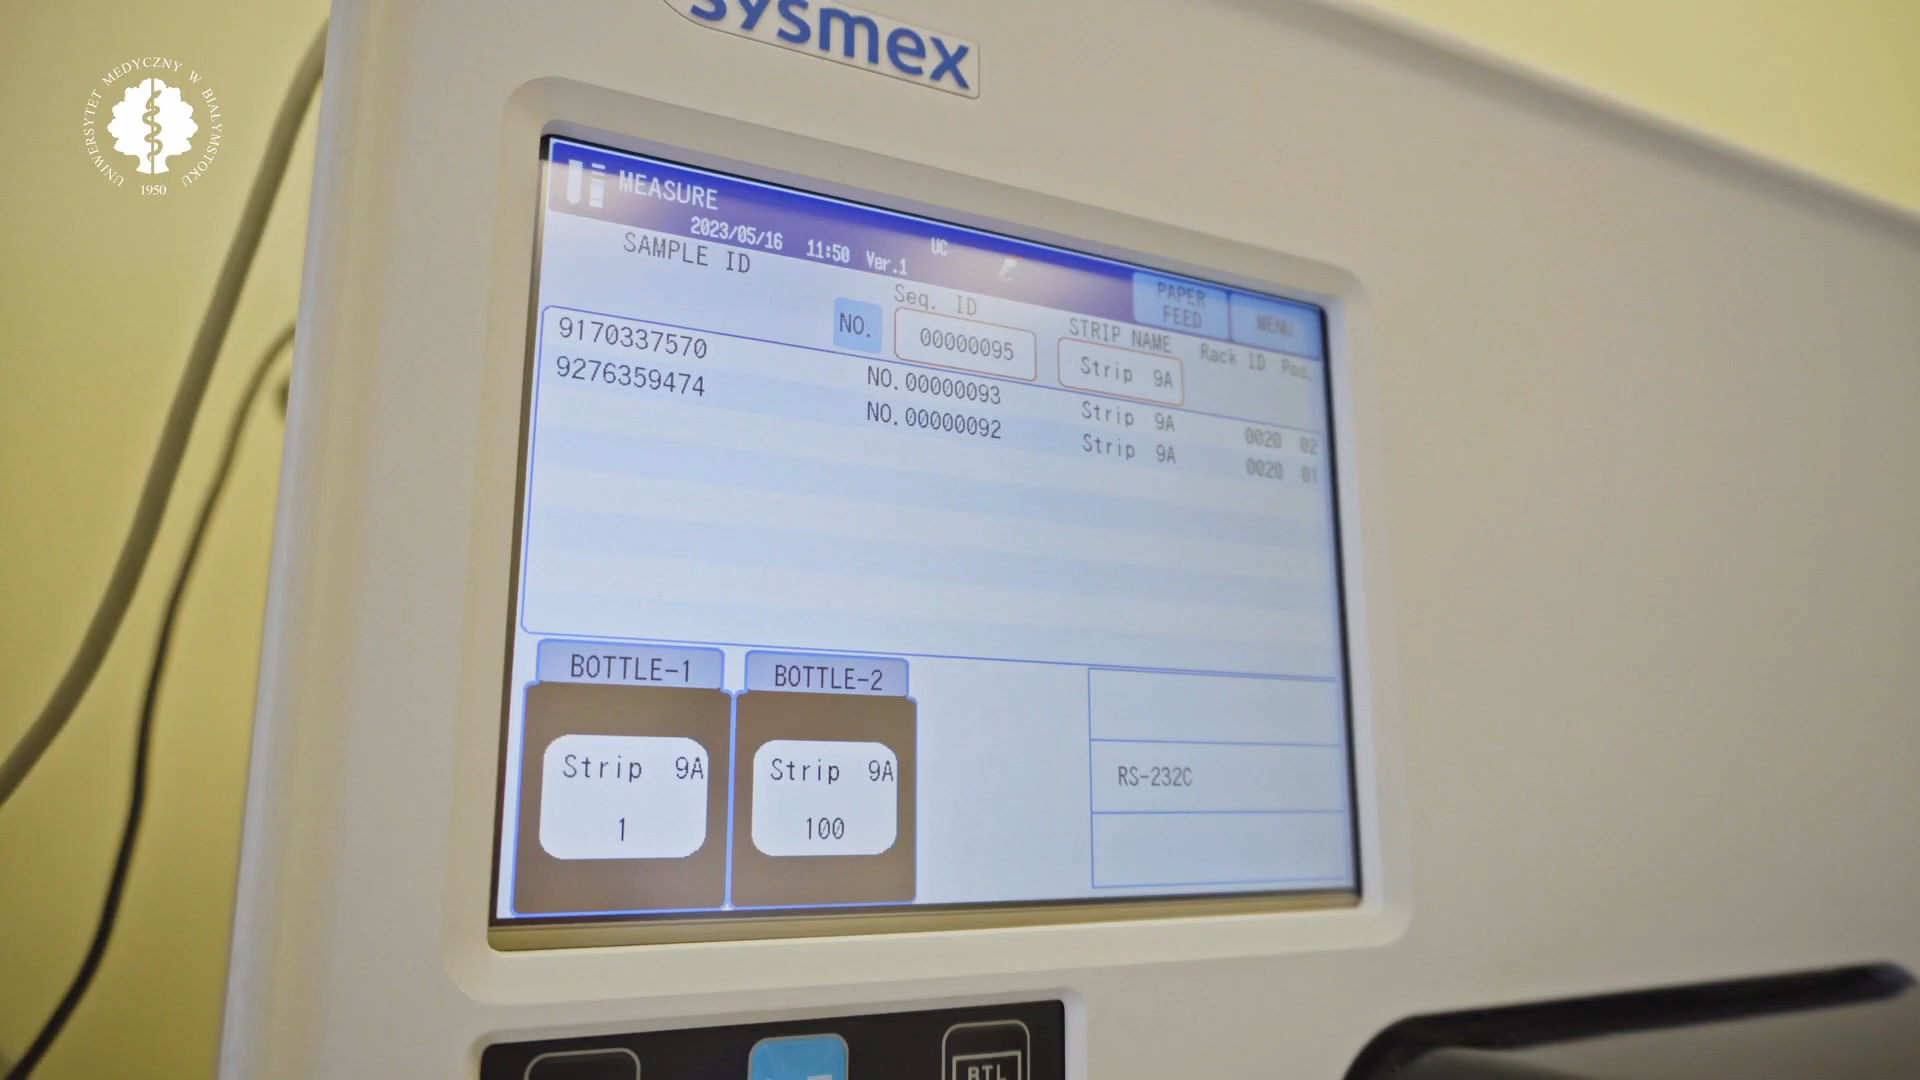 UNIWERSYTET MEDYCZNY W BIAŁYMSTOKU
1950
sysmex
MEASURE
2023/05/16 11:50 Ver.1 UC
PAPER FEED
MENU
SAMPLE ID
NO.
Seq. ID
00000095
STRIP NAME
Strip 9A
Rack ID Pos.
9170337570 NO.00000093 Strip 9A 0020 02
9276359474 NO.00000092 Strip 9A 0020 01
BOTTLE-1
Strip 9A
1
BOTTLE-2
Strip 9A
100
RS-232C
BTL